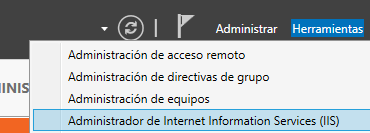 Administrar Herramientas
Administración de acceso remoto
Administración de directivas de grupo
Administración de equipos
Administrador de Internet Information Services (IIS)